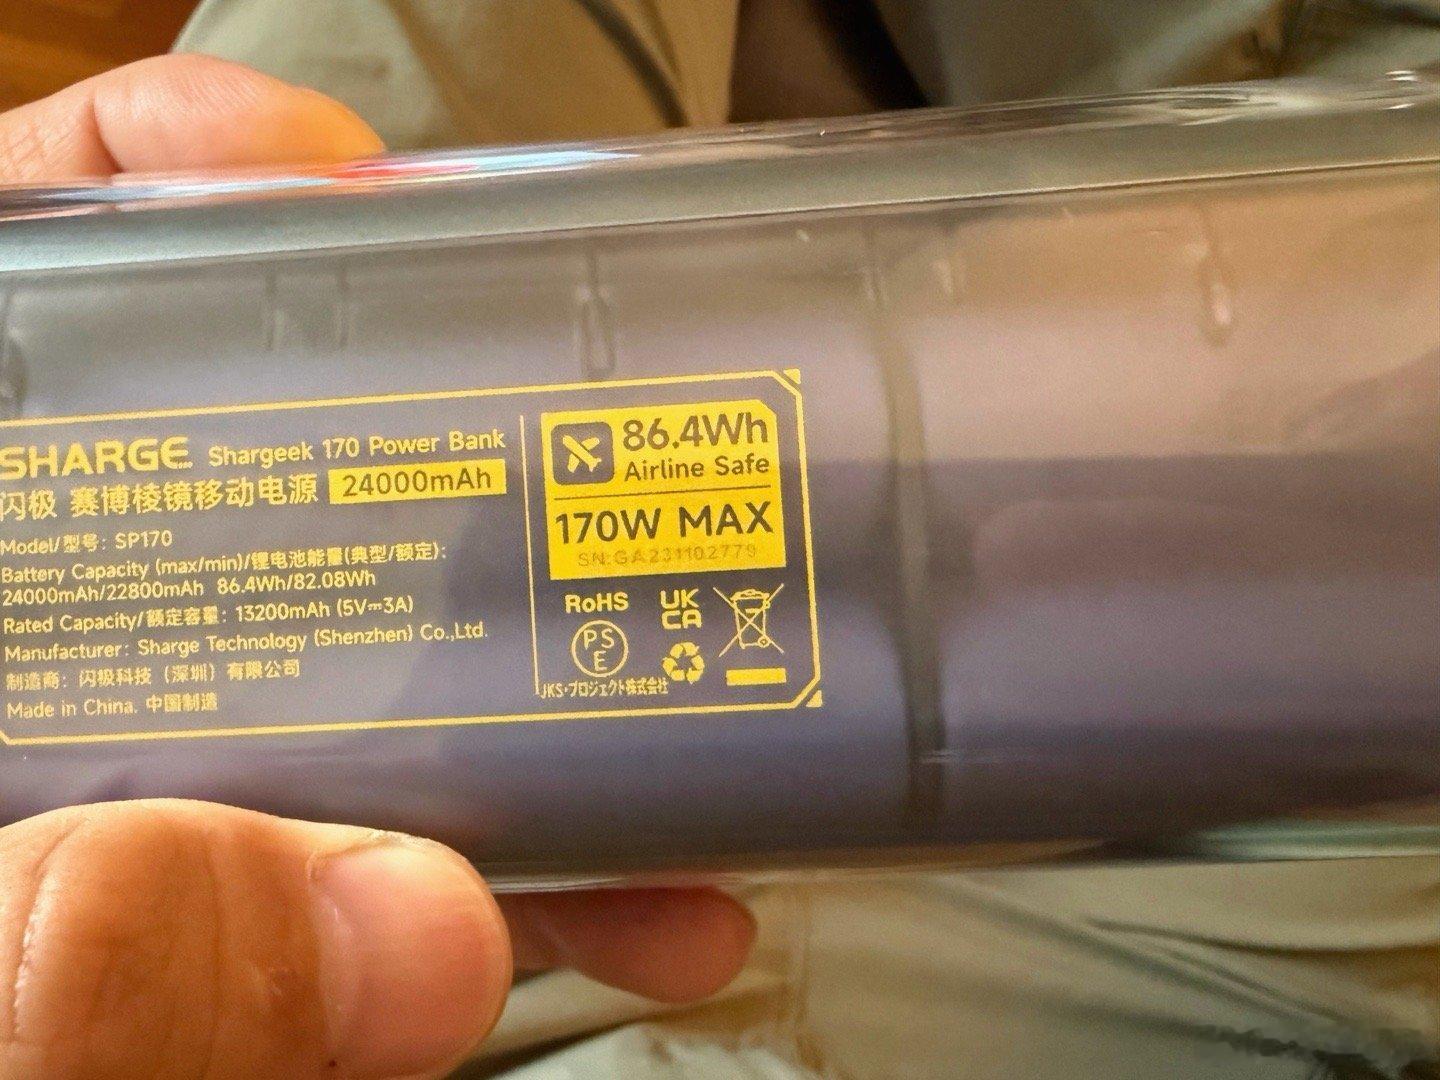 SHARGE Shargeek 170 Power Bank
闪极 赛博棱镜移动电源 24000mAh
Model/型号: SP170
Battery Capacity (max/min)/锂电池能量(典型/额定):
24000mAh/22800mAh 86.4Wh/82.08Wh
Rated Capacity/额定容量: 13200mAh (5V⎓3A)
Manufacturer: Sharge Technology (Shenzhen) Co.,Ltd.
制造商: 闪极科技(深圳)有限公司
Made in China. 中国制造
86.4Wh
Airline Safe
170W MAX
SN:GA231102779
RoHS
UK
CA
PS
E
JKS·プロジェクト株式会社